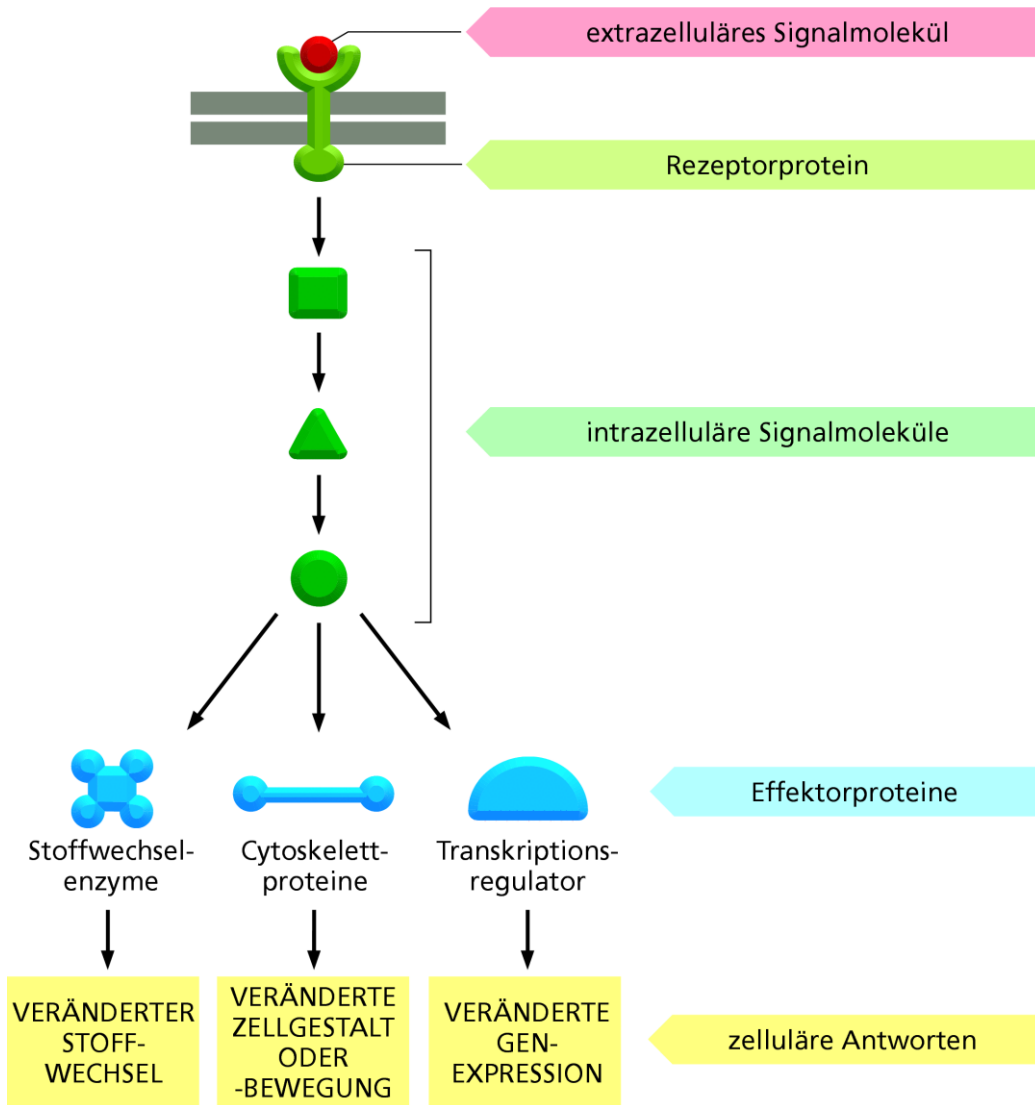 extrazelluläres Signalmolekül
Rezeptorprotein
intrazelluläre Signalmoleküle
Effektorproteine
Stoffwechsel-
enzyme
Cytoskelett-
proteine
Transkriptions-
regulator
VERÄNDERTER
STOFF-
WECHSEL
VERÄNDERTE
ZELLGESTALT
ODER
-BEWEGUNG
VERÄNDERTE
GEN-
EXPRESSION
zelluläre Antworten